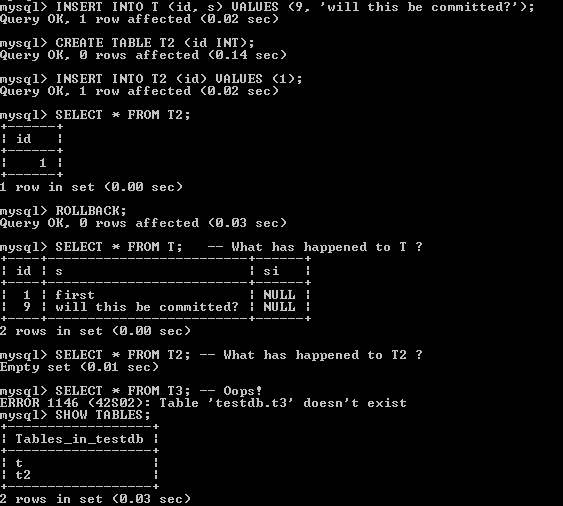 mysql> INSERT INTO T (id, s) VALUES (9, 'will this be committed?');
Query OK, 1 row affected (0.02 sec)
mysql> CREATE TABLE T2 (id INT);
Query OK, 0 rows affected (0.14 sec)
mysql> INSERT INTO T2 (id) VALUES (1);
Query OK, 1 row affected (0.02 sec)
mysql> SELECT * FROM T2;
+------+
¦ id   ¦
+------+
¦    1 ¦
+------+
1 row in set (0.00 sec)
mysql> ROLLBACK;
Query OK, 0 rows affected (0.03 sec)
mysql> SELECT * FROM T;   -- What has happened to T ?
+----+-------------------------+------+
¦ id ¦ s                       ¦ si   ¦
+----+-------------------------+------+
¦  1 ¦ first                   ¦ NULL ¦
¦  9 ¦ will this be committed? ¦ NULL ¦
+----+-------------------------+------+
2 rows in set (0.00 sec)
mysql> SELECT * FROM T2; -- What has happened to T2 ?
Empty set (0.01 sec)
mysql> SELECT * FROM T3; -- Oops!
ERROR 1146 (42S02): Table 'testdb.t3' doesn't exist
mysql> SHOW TABLES;
+------------------+
¦ Tables_in_testdb ¦
+------------------+
¦ t                ¦
¦ t2               ¦
+------------------+
2 rows in set (0.03 sec)